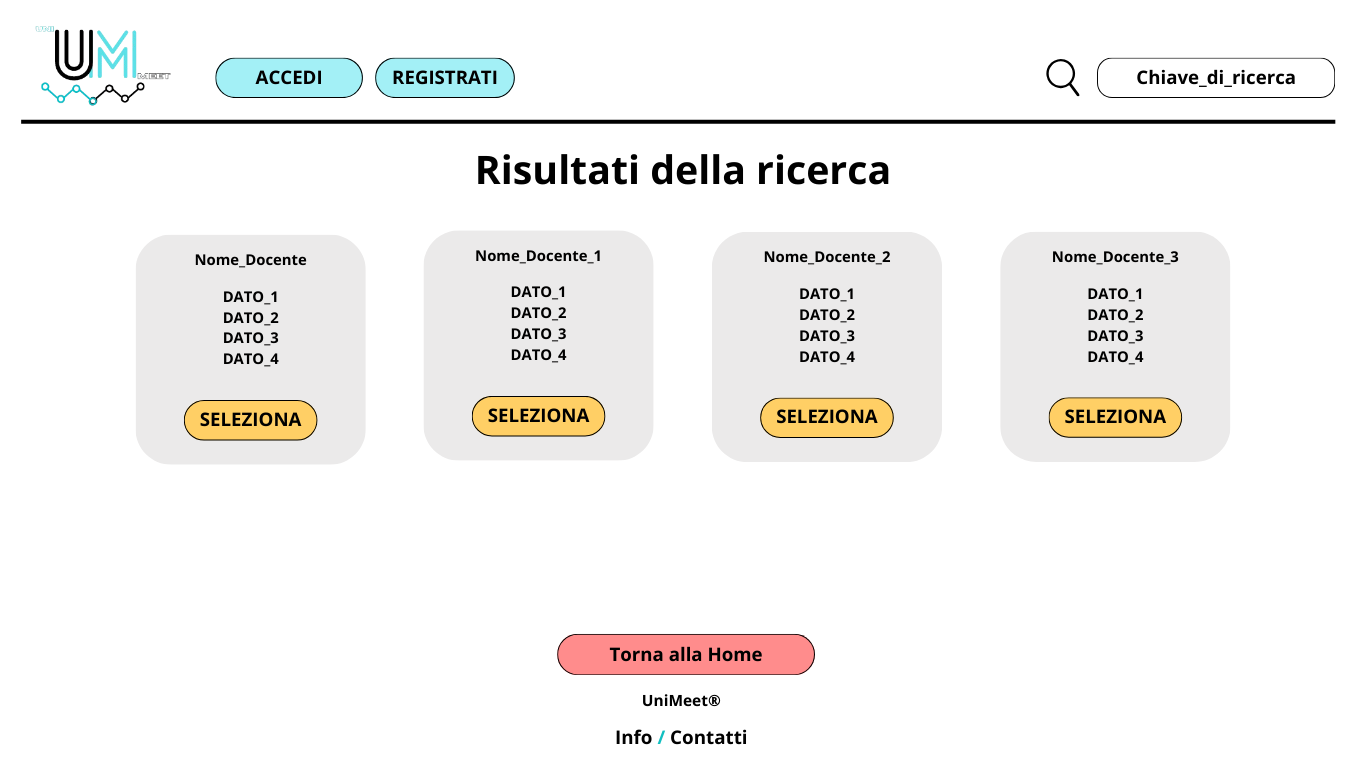 UNI
UM
MEET
ACCEDI
REGISTRATI
Chiave_di_ricerca
Risultati della ricerca
Nome_Docente
DATO_1
DATO_2
DATO_3
DATO_4
SELEZIONA
Nome_Docente_1
DATO_1
DATO_2
DATO_3
DATO_4
SELEZIONA
Nome_Docente_2
DATO_1
DATO_2
DATO_3
DATO_4
SELEZIONA
Nome_Docente_3
DATO_1
DATO_2
DATO_3
DATO_4
SELEZIONA
Torna alla Home
UniMeet®
Info / Contatti